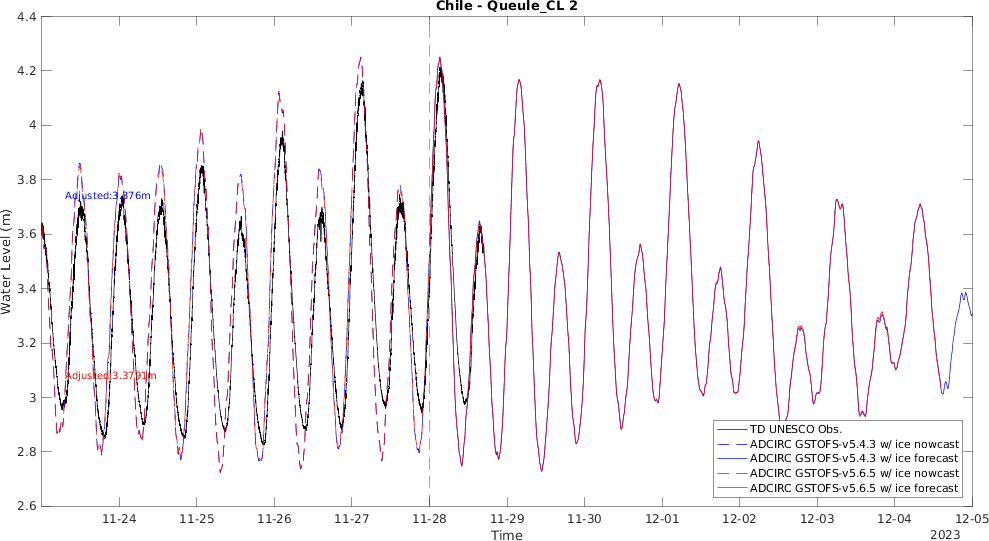 Chile - Queule_CL 2
4.4
4.2
4
3.8
3.6
3.4
3.2
3
2.8
2.6
Water Level (m)
Adjusted:3.376m
Adjusted:3.3791m
TD UNESCO Obs.
ADCIRC GSTOFS-v5.4.3 w/ ice nowcast
ADCIRC GSTOFS-v5.4.3 w/ ice forecast
ADCIRC GSTOFS-v5.6.5 w/ ice nowcast
ADCIRC GSTOFS-v5.6.5 w/ ice forecast
11-24 11-25 11-26 11-27 11-28 11-29 11-30 12-01 12-02 12-03 12-04 12-05
Time
2023